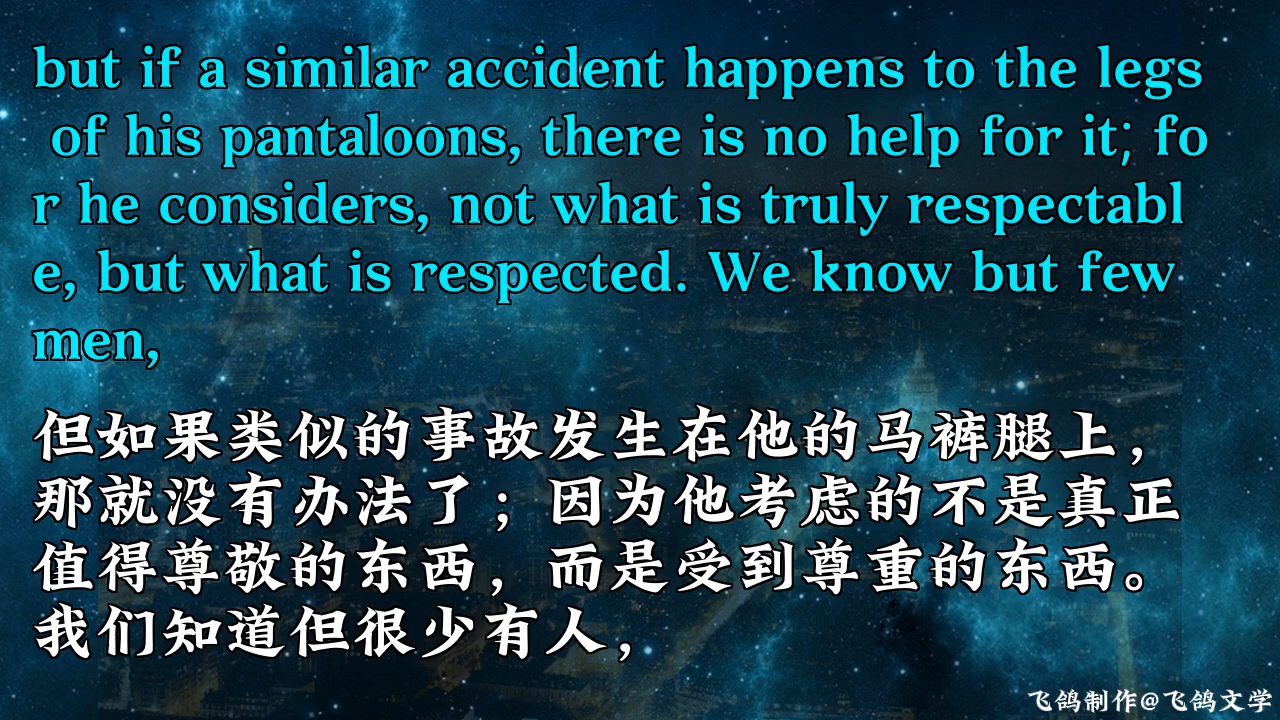 but if a similar accident happens to the legs
of his pantaloons, there is no help for it; fo
r he considers, not what is truly respectabl
e, but what is respected. We know but few
men,
但如果类似的事故发生在他的马裤腿上，
那就没有办法了；因为他考虑的不是真正
值得尊敬的东西，而是受到尊重的东西。
我们知道但很少有人，
飞鸽制作@飞鸽文学